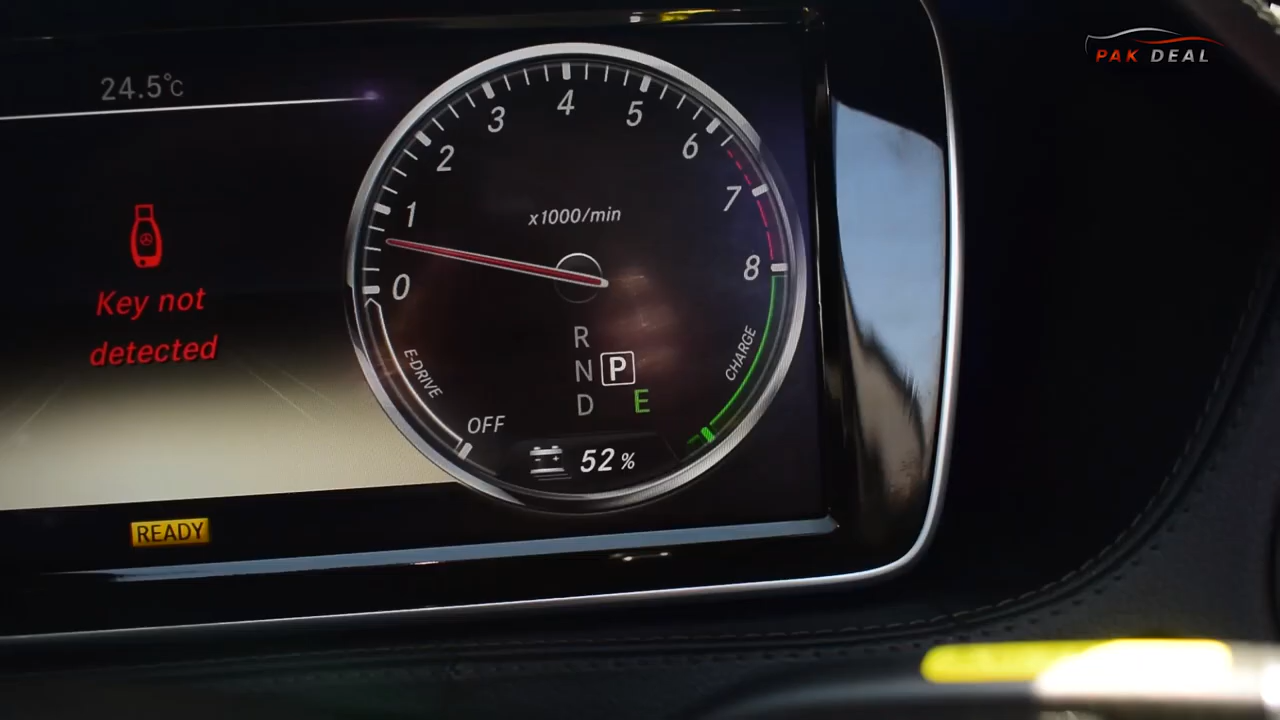 PAK DEAL
24.5°C
Key not
detected
READY
0
1
2
3
4
5
6
7
8
x1000/min
R
N P
D E
E-DRIVE
OFF
CHARGE
52%